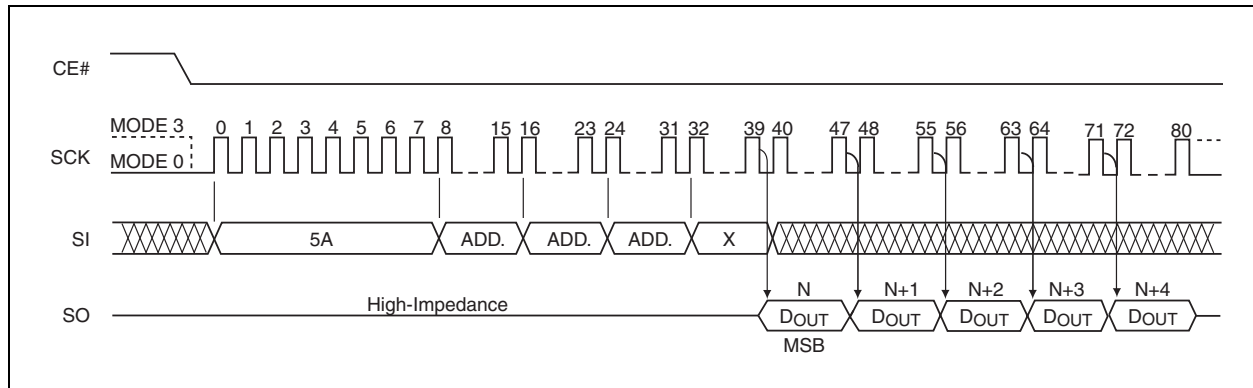 CE#
MODE 3
0 1 2 3 4 5 6 7 8 15 16 23 24 31 32 39 40 47 48 55 56 63 64 71 72 80
SCK
MODE 0
SI
5A ADD. ADD. ADD. X
N N+1 N+2 N+3 N+4
High-Impedance
SO
DOUT DOUT DOUT DOUT DOUT
MSB